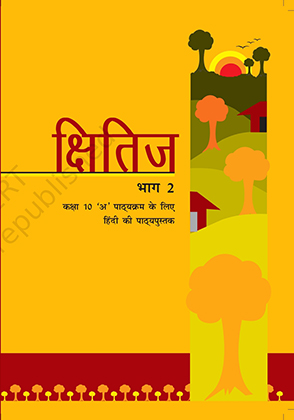 क्षितिज
भाग 2
कक्षा 10 ‘अ’ पाठ्यक्रम के लिए
हिंदी की पाठ्यपुस्तक